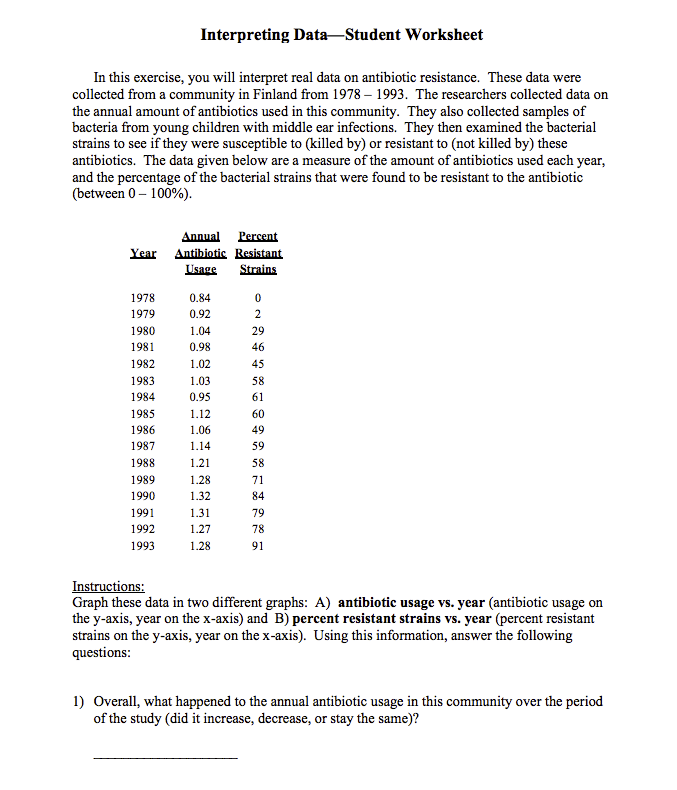 Interpreting Data—Student Worksheet
In this exercise, you will interpret real data on antibiotic resistance. These data were
collected from a community in Finland from 1978 – 1993. The researchers collected data on
the annual amount of antibiotics used in this community. They also collected samples of
bacteria from young children with middle ear infections. They then examined the bacterial
strains to see if they were susceptible to (killed by) or resistant to (not killed by) these
antibiotics. The data given below are a measure of the amount of antibiotics used each year,
and the percentage of the bacterial strains that were found to be resistant to the antibiotic
(between 0 – 100%).
Annual Percent
Year Antibiotic Resistant
Usage Strains
1978 0.84 0
1979 0.92 2
1980 1.04 29
1981 0.98 46
1982 1.02 45
1983 1.03 58
1984 0.95 61
1985 1.12 60
1986 1.06 49
1987 1.14 59
1988 1.21 58
1989 1.28 71
1990 1.32 84
1991 1.31 79
1992 1.27 78
1993 1.28 91
Instructions:
Graph these data in two different graphs: A) antibiotic usage vs. year (antibiotic usage on
the y-axis, year on the x-axis) and B) percent resistant strains vs. year (percent resistant
strains on the y-axis, year on the x-axis). Using this information, answer the following
questions:
1) Overall, what happened to the annual antibiotic usage in this community over the period
of the study (did it increase, decrease, or stay the same)?